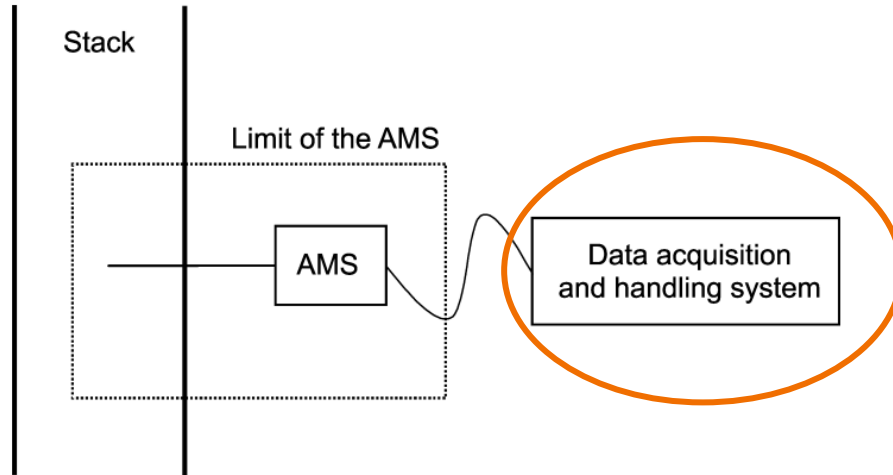 Stack
Limit of the AMS
AMS
Data acquisition
and handling system